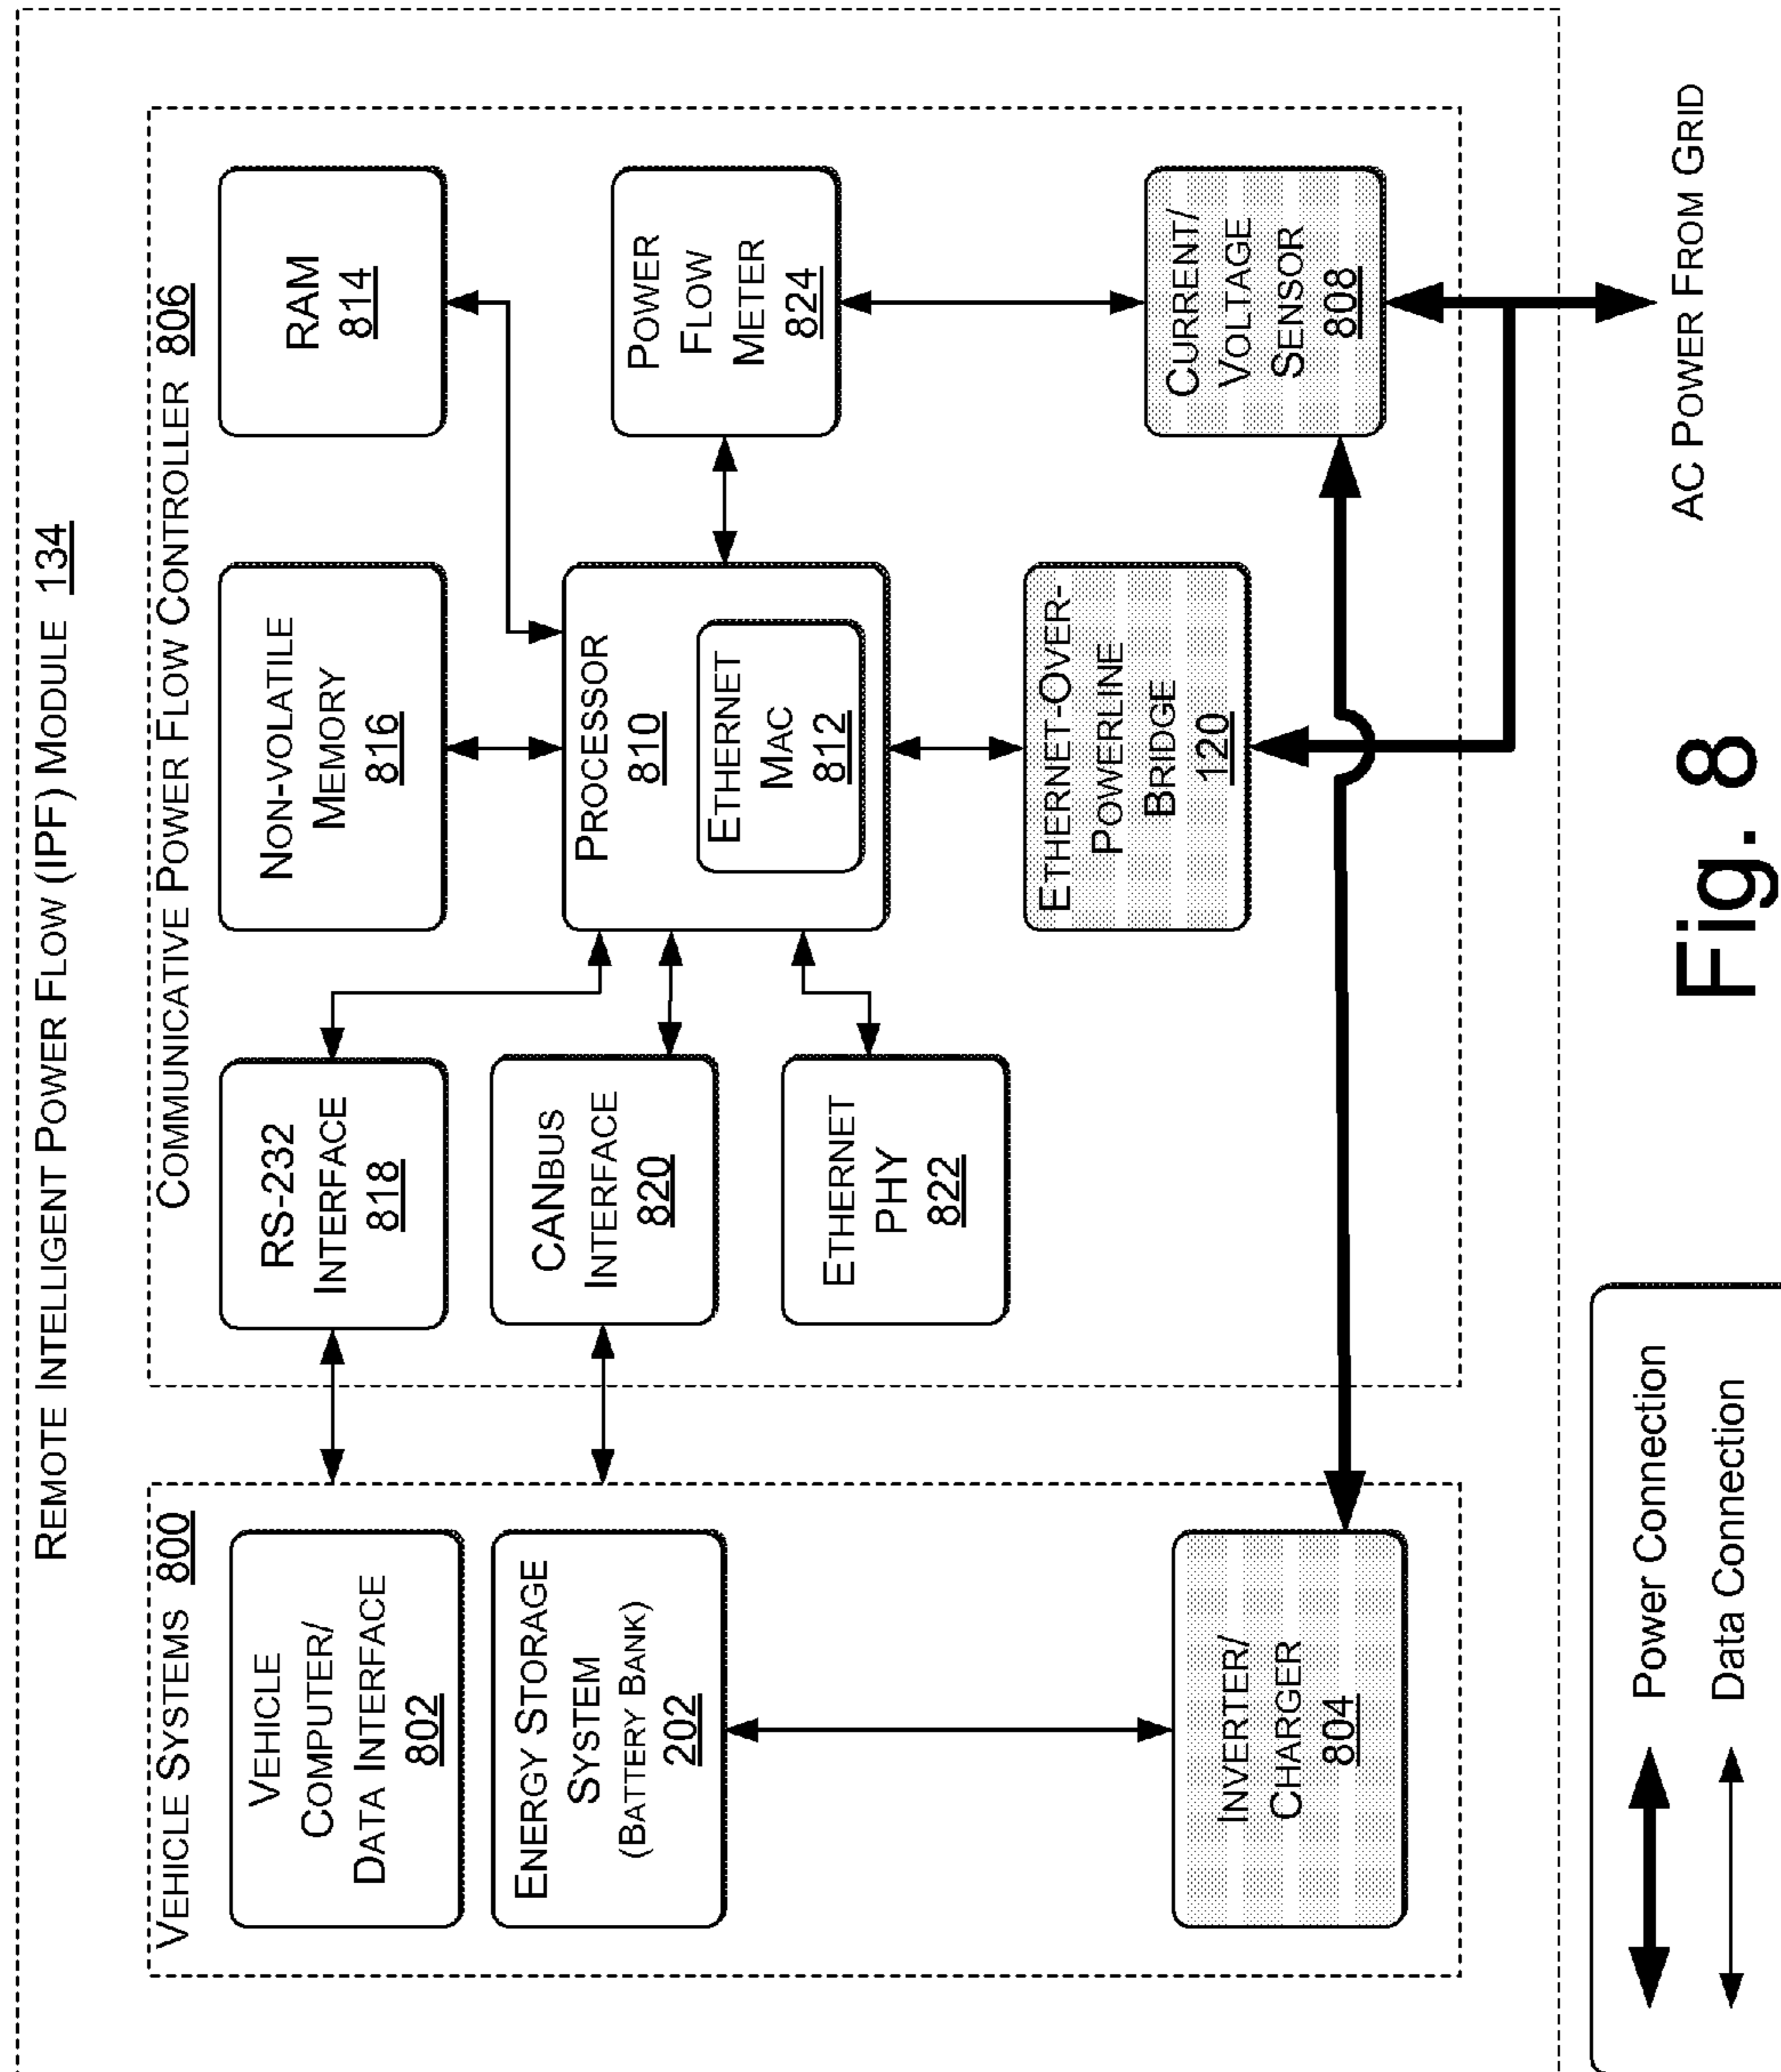 REMOTE INTELLIGENT POWER FLOW (IPF) MODULE 134
VEHICLE SYSTEMS 800
VEHICLE
COMPUTER/
DATA INTERFACE
802
ENERGY STORAGE
SYSTEM
(BATTERY BANK)
202
INVERTER/
CHARGER
804
COMMUNICATIVE POWER FLOW CONTROLLER 806
RS-232
INTERFACE
818
CANBUS
INTERFACE
820
ETHERNET
PHY
822
NON-VOLATILE
MEMORY
816
PROCESSOR
810
ETHERNET
MAC
812
ETHERNET-OVER-
POWERLINE
BRIDGE
120
RAM
814
POWER
FLOW
METER
824
CURRENT/
VOLTAGE
SENSOR
808
AC POWER FROM GRID
Power Connection
Data Connection
Fig. 8